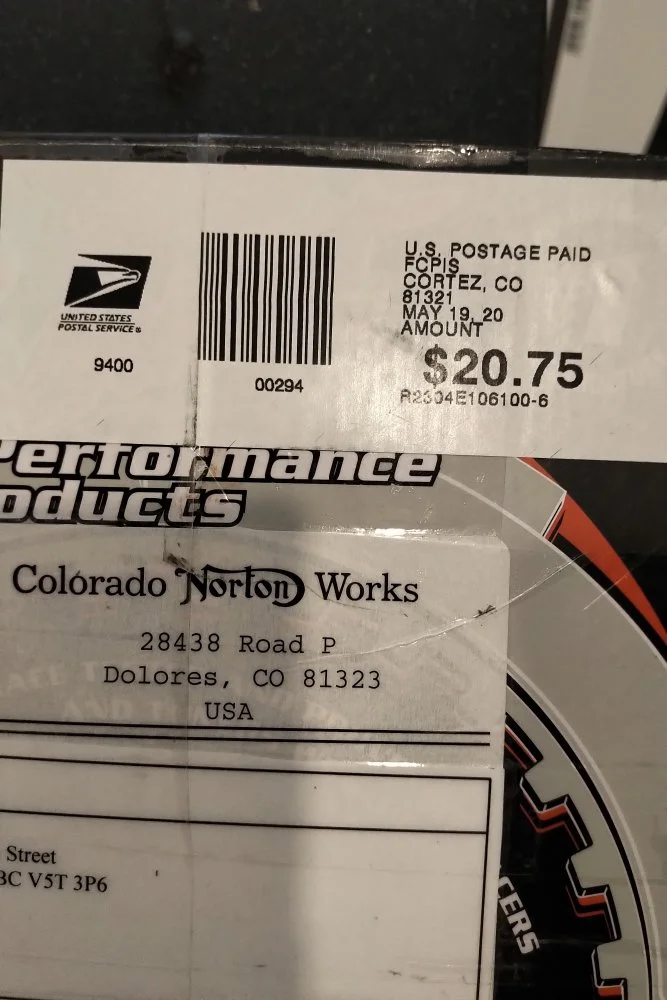 UNITED STATES
POSTAL SERVICE®
9400
00294
U.S. POSTAGE PAID
FCPIS
CORTEZ, CO
81321
MAY 19, 20
AMOUNT
$20.75
R2304E106100-6
Performance
oducts
Colorado Norton Works
28438 Road P
Dolores, CO 81323
USA
Street
BC V5T 3P6
CERS